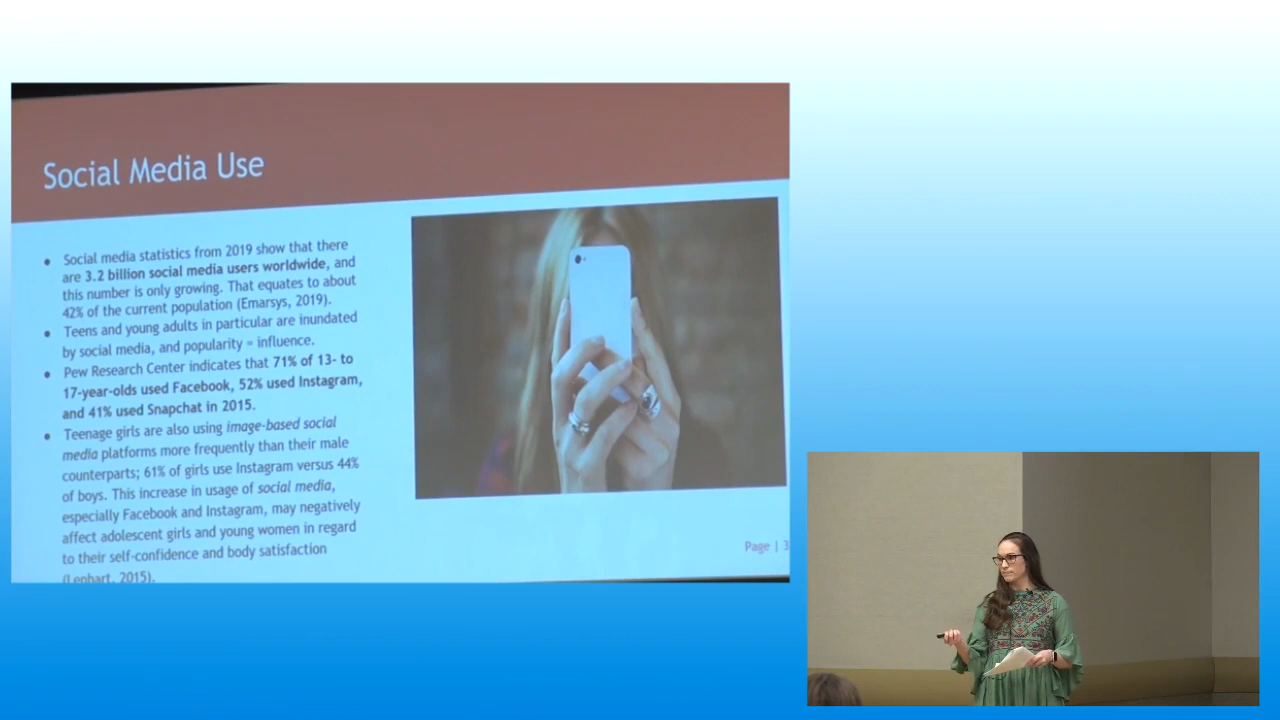 Social Media Use
● Social media statistics from 2019 show that there
are 3.2 billion social media users worldwide, and
this number is only growing. That equates to about
42% of the current population (Emarsys, 2019).
● Teens and young adults in particular are inundated
by social media, and popularity = influence.
● Pew Research Center indicates that 71% of 13- to
17-year-olds used Facebook, 52% used Instagram,
and 41% used Snapchat in 2015.
● Teenage girls are also using image-based social
media platforms more frequently than their male
counterparts; 61% of girls use Instagram versus 44%
of boys. This increase in usage of social media,
especially Facebook and Instagram, may negatively
affect adolescent girls and young women in regard
to their self-confidence and body satisfaction
(Lenhart, 2015).
Page | 3